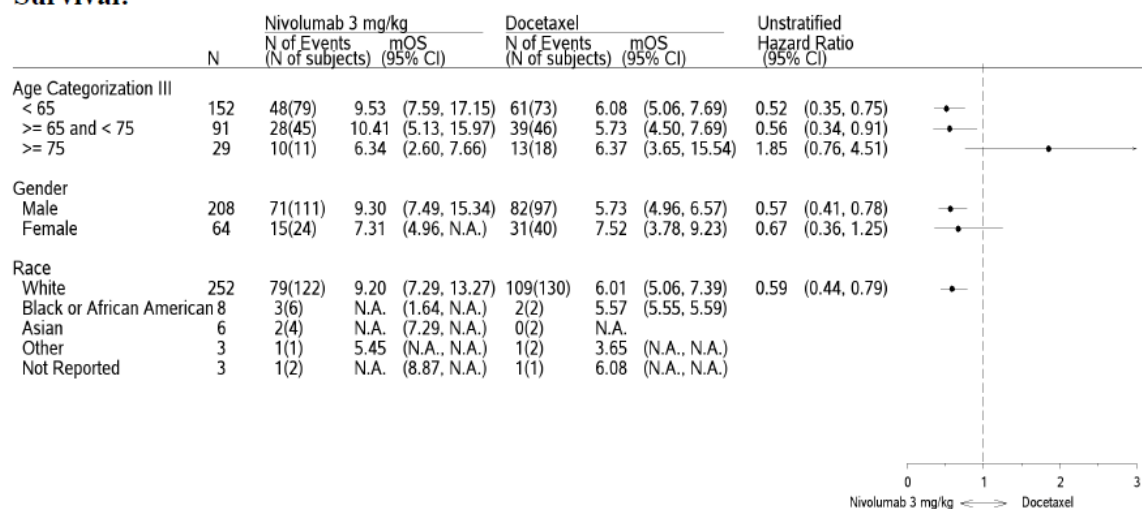 Nivolumab 3 mg/kg Docetaxel Unstratified
N of Events mOS N of Events mOS Hazard Ratio
N (N of subjects) (95% CI) (N of subjects) (95% CI) (95% CI)
Age Categorization III
< 65 152 48(79) 9.53 (7.59, 17.15) 61(73) 6.08 (5.06, 7.69) 0.52 (0.35, 0.75)
>= 65 and < 75 91 28(45) 10.41 (5.13, 15.97) 39(46) 5.73 (4.50, 7.69) 0.56 (0.34, 0.91)
>= 75 29 10(11) 6.34 (2.60, 7.66) 13(18) 6.37 (3.65, 15.54) 1.85 (0.76, 4.51)
Gender
Male 208 71(111) 9.30 (7.49, 15.34) 82(97) 5.73 (4.96, 6.57) 0.57 (0.41, 0.78)
Female 64 15(24) 7.31 (4.96, N.A.) 31(40) 7.52 (3.78, 9.23) 0.67 (0.36, 1.25)
Race
White 252 79(122) 9.20 (7.29, 13.27) 109(130) 6.01 (5.06, 7.39) 0.59 (0.44, 0.79)
Black or African American 8 3(6) N.A. (1.64, N.A.) 2(2) 5.57 (5.55, 5.59)
Asian 6 2(4) N.A. (7.29, N.A.) 0(2) N.A.
Other 3 1(1) 5.45 (N.A., N.A.) 1(2) 3.65 (N.A., N.A.)
Not Reported 3 1(2) N.A. (8.87, N.A.) 1(1) 6.08 (N.A., N.A.)
0 1 2 3
Nivolumab 3 mg/kg <----> Docetaxel